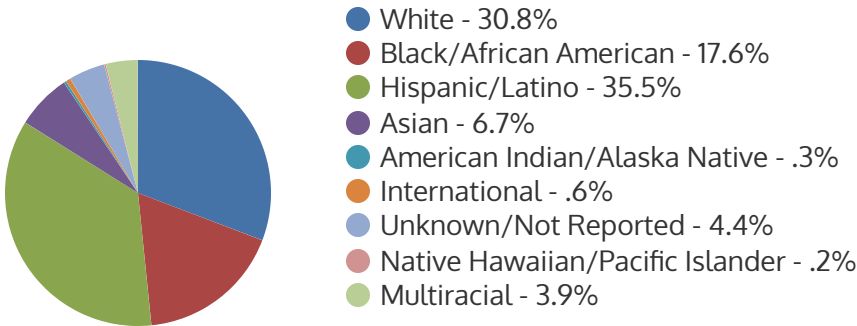 White - 30.8%
Black/African American - 17.6%
Hispanic/Latino - 35.5%
Asian - 6.7%
American Indian/Alaska Native - .3%
International - .6%
Unknown/Not Reported - 4.4%
Native Hawaiian/Pacific Islander - .2%
Multiracial - 3.9%